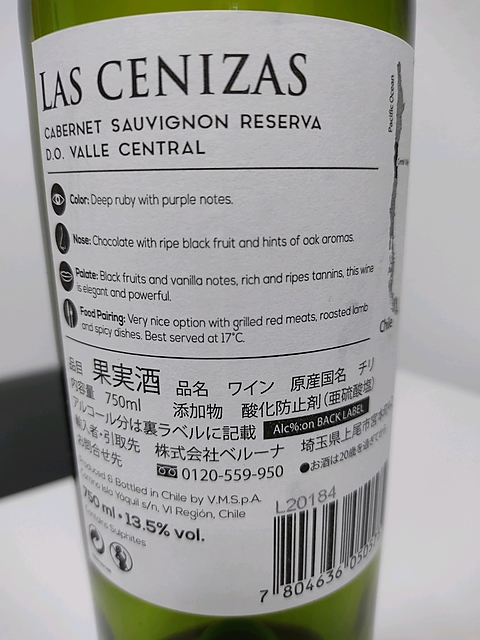 LAS CENIZAS
CABERNET SAUVIGNON RESERVA
D.O. VALLE CENTRAL
Pacific Ocean
Chile
Color: Deep ruby with purple notes.
Nose: Chocolate with ripe black fruit and hints of oak aromas.
Palate: Black fruits and vanilla notes, rich and ripes tannins, this wine
is elegant and powerful.
Food Pairing: Very nice option with grilled red meats, roasted lamb
and spicy dishes. Best served at 17°C.
品目 果実酒 品名 ワイン 原産国名 チリ
内容量 750ml 添加物 酸化防止剤(亜硫酸塩)
アルコール分は裏ラベルに記載 Alc%:on BACK LABEL
輸入者・引取先 株式会社ベルーナ 埼玉県上尾市宮本町
お問合せ先 0120-559-950 ●お酒は20歳を過ぎてから
Produced & Bottled in Chile by V.M.S.p.A.
Camino Isla Yáquil s/n, VI Región, Chile
750 ml • 13.5% vol.
Contains Sulphites
L20184
7 804636 0505